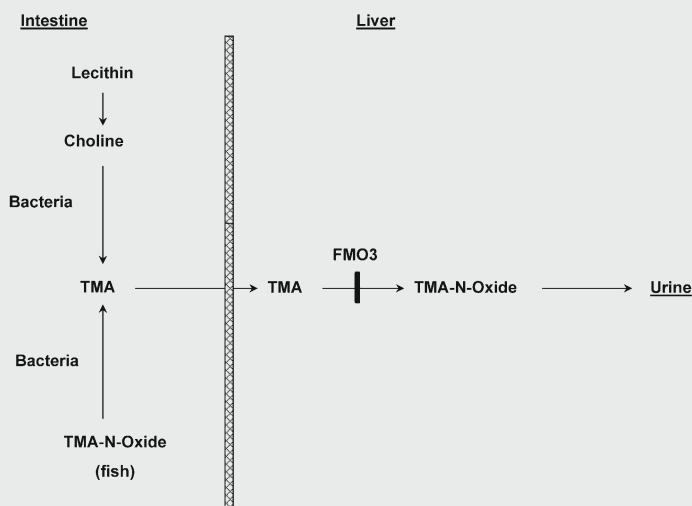 Intestine
Liver
Lecithin
Choline
Bacteria
FMO3
TMA
TMA
TMA-N-Oxide
Urine
Bacteria
TMA-N-Oxide
(fish)